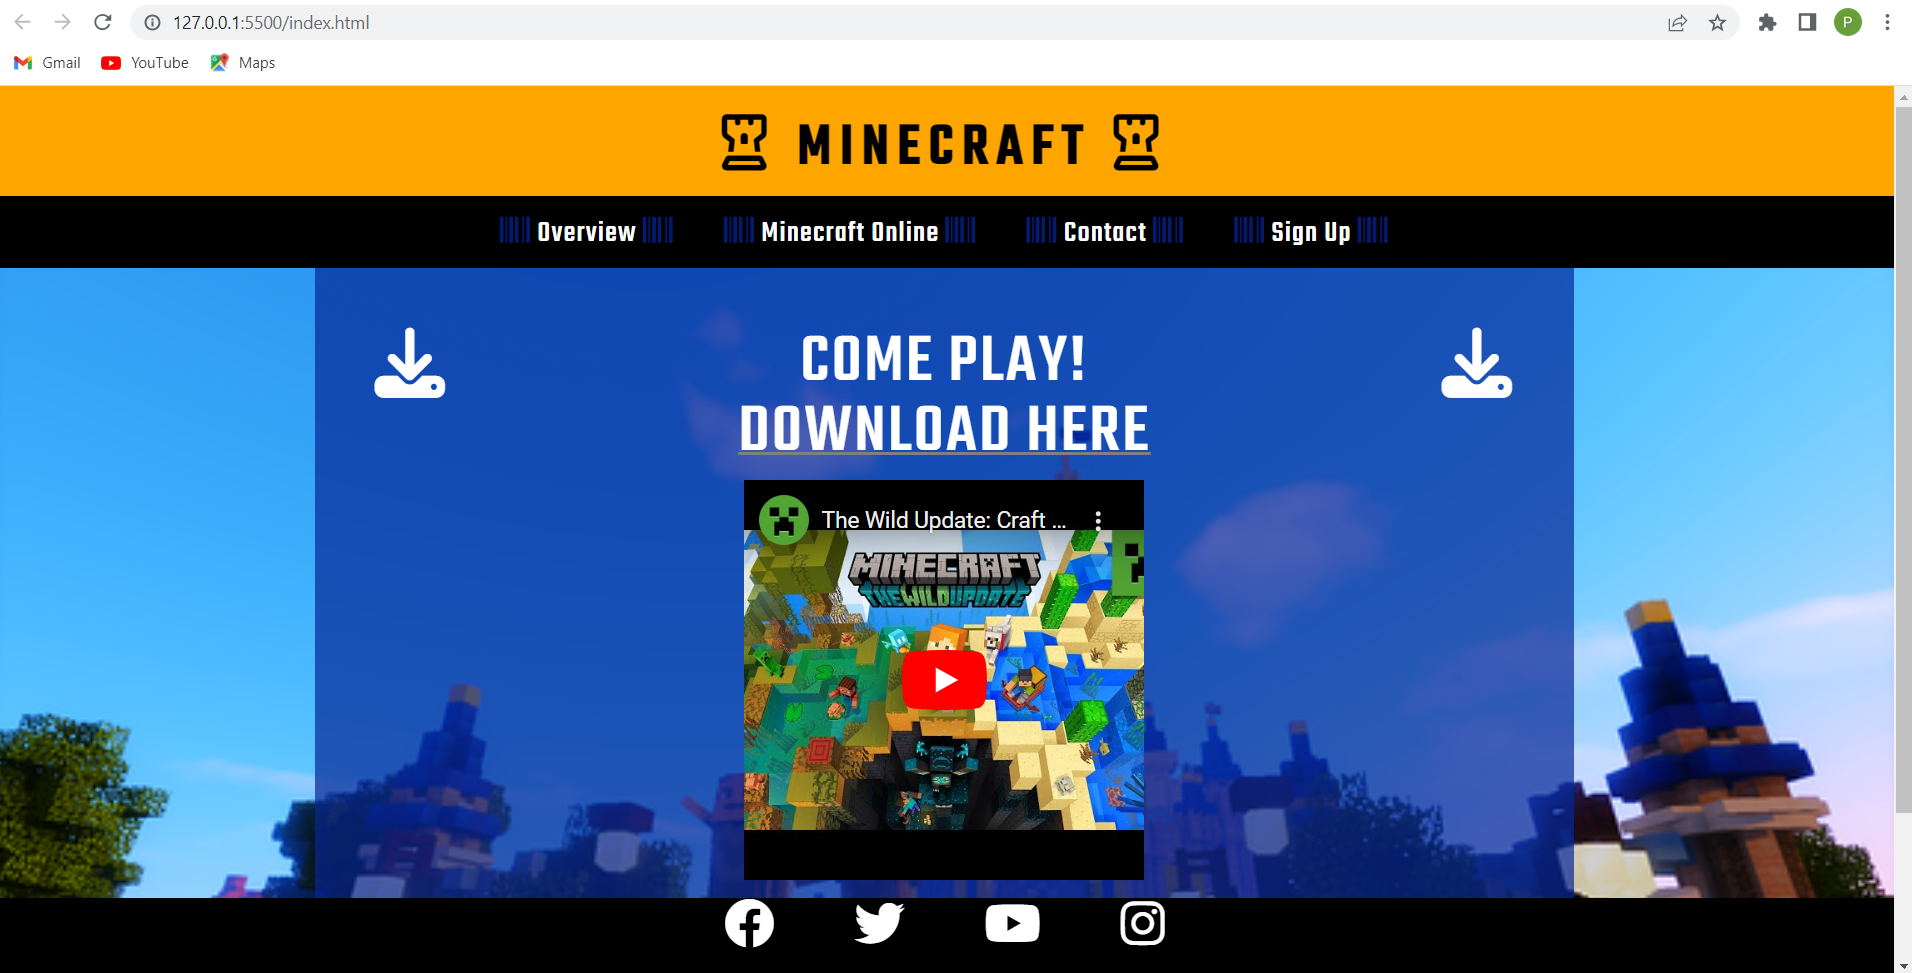 127.0.0.1:5500/index.html
P
Gmail YouTube Maps
MINECRAFT
Overview Minecraft Online Contact Sign Up
COME PLAY!
DOWNLOAD HERE
The Wild Update: Craft ...
MINECRAFT
THE WILD UPDATE